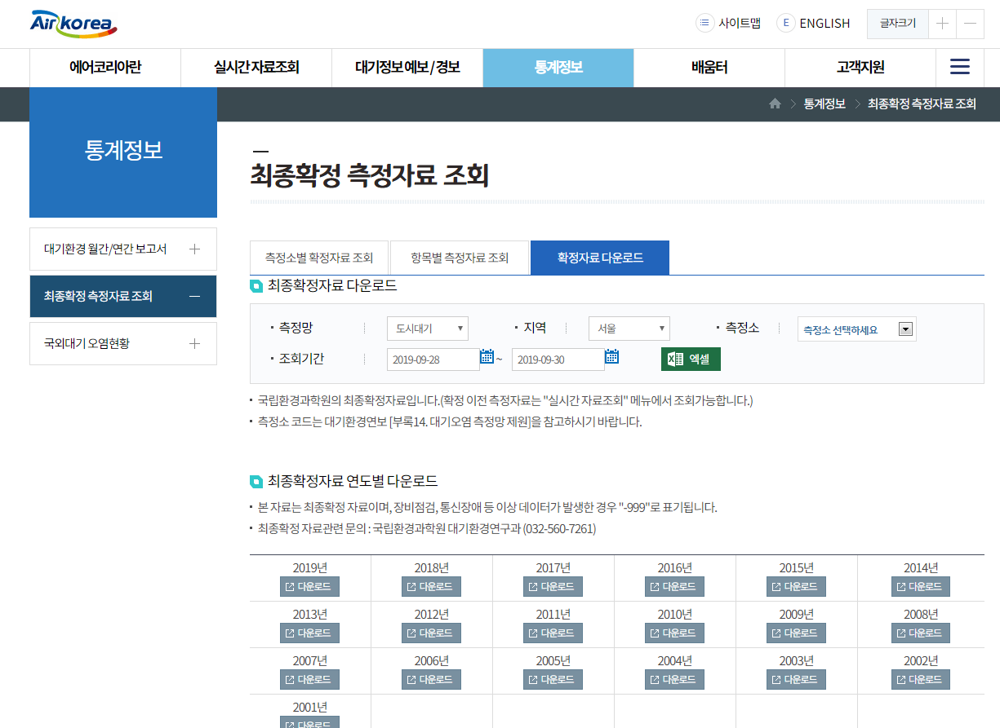 Air korea
사이트맵
E ENGLISH
글자크기
에어코리아란
실시간 자료조회
대기정보 예보 / 경보
통계정보
배움터
고객지원
통계정보 최종확정 측정자료 조회
통계정보
최종확정 측정자료 조회
대기환경 월간/연간 보고서
최종확정 측정자료 조회
국외대기 오염현황
측정소별 확정자료 조회
항목별 측정자료 조회
확정자료 다운로드
최종확정자료 다운로드
측정망 도시대기 지역 서울 측정소 측정소 선택하세요
조회기간 2019-09-28 ~ 2019-09-30 엑셀
국립환경과학원의 최종확정자료입니다.(확정 이전 측정자료는 "실시간 자료조회" 메뉴에서 조회가능합니다.)
측정소 코드는 대기환경연보 [부록14. 대기오염 측정망 제원]을 참고하시기 바랍니다.
최종확정자료 연도별 다운로드
본 자료는 최종확정 자료이며, 장비점검, 통신장애 등 이상 데이터가 발생한 경우 "-999"로 표기됩니다.
최종확정 자료관련 문의 : 국립환경과학원 대기환경연구과 (032-560-7261)
2019년 2018년 2017년 2016년 2015년 2014년
다운로드 다운로드 다운로드 다운로드 다운로드 다운로드
2013년 2012년 2011년 2010년 2009년 2008년
다운로드 다운로드 다운로드 다운로드 다운로드 다운로드
2007년 2006년 2005년 2004년 2003년 2002년
다운로드 다운로드 다운로드 다운로드 다운로드 다운로드
2001년
다운로드